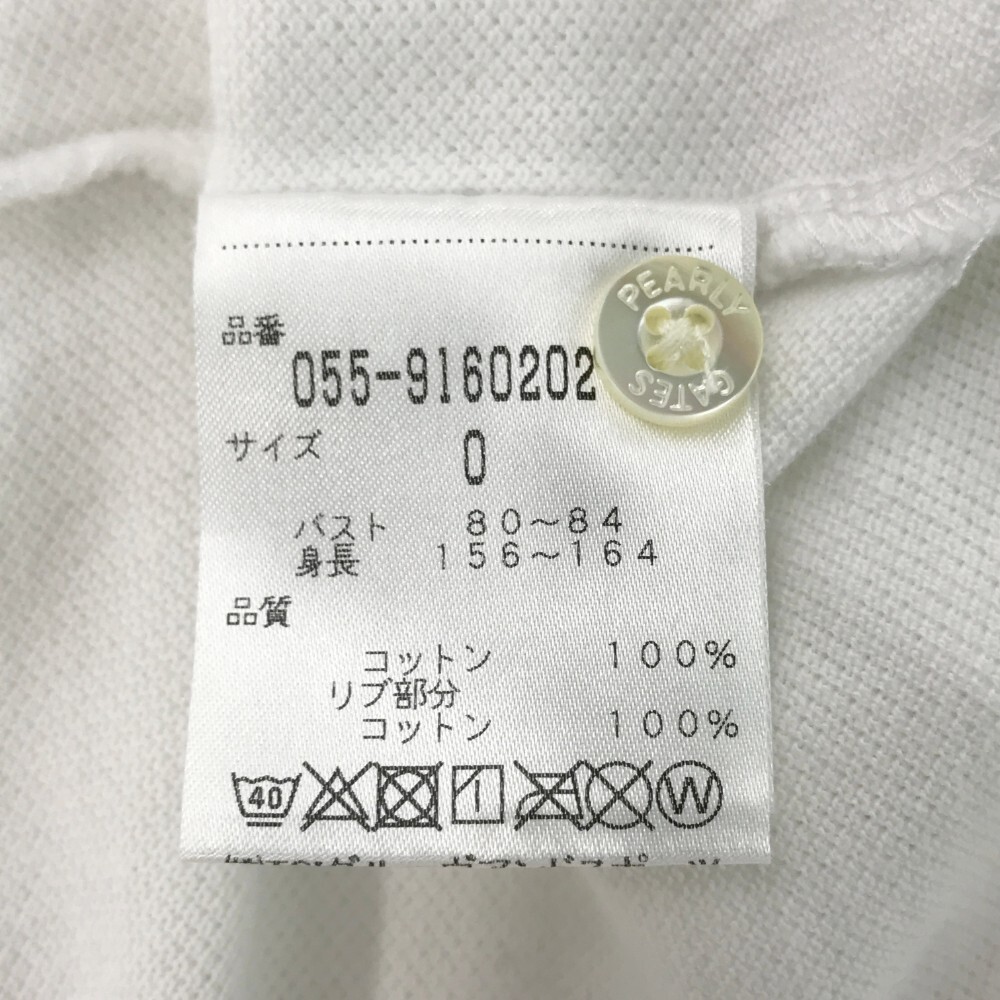 PEARLY
GATES
品番
055-9160202
サイズ
0
バスト 80~84
身長 156~164
品質
コットン 100%
リブ部分
コットン 100%
40
W